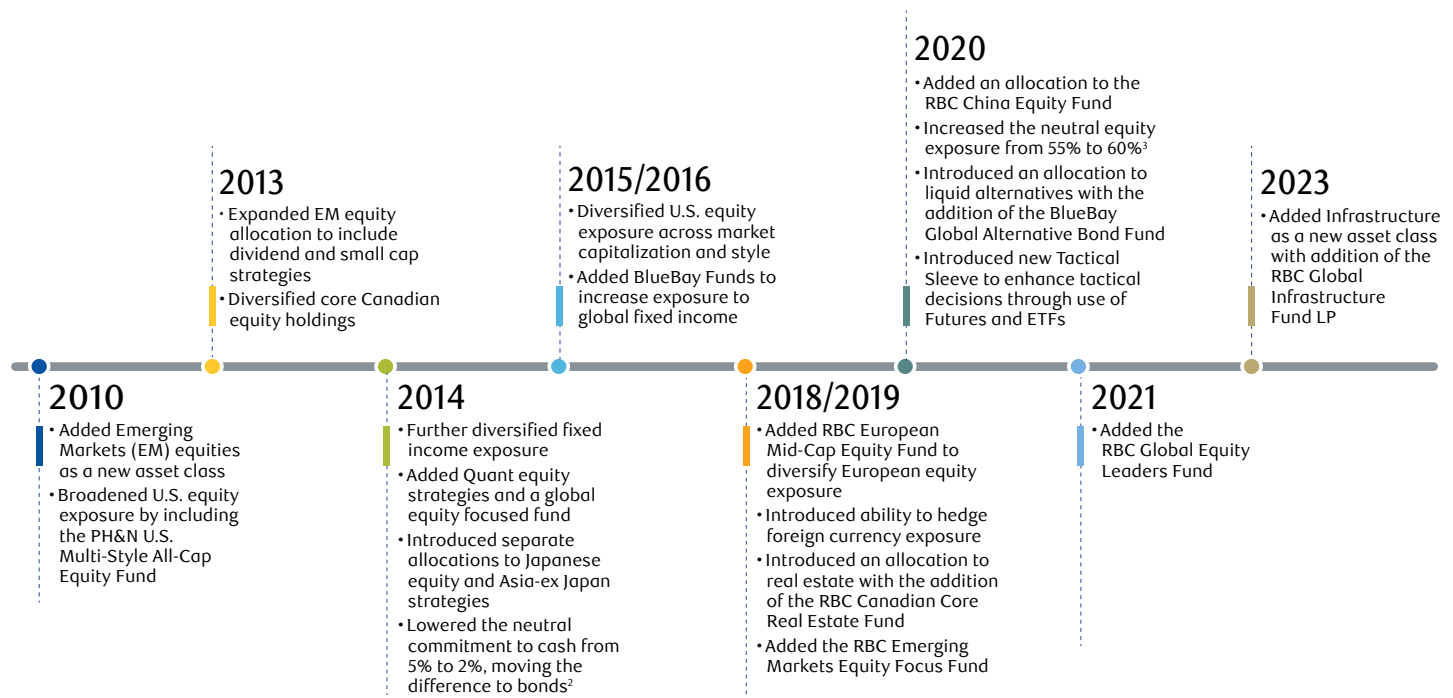 2010
• Added Emerging
Markets (EM) equities
as a new asset class
• Broadened U.S. equity
exposure by including
the PH&N U.S.
Multi-Style All-Cap
Equity Fund
2013
• Expanded EM equity
allocation to include
dividend and small cap
strategies
• Diversified core Canadian
equity holdings
2014
• Further diversified fixed
income exposure
• Added Quant equity
strategies and a global
equity focused fund
• Introduced separate
allocations to Japanese
equity and Asia-ex Japan
strategies
• Lowered the neutral
commitment to cash from
5% to 2%, moving the
difference to bonds²
2015/2016
• Diversified U.S. equity
exposure across market
capitalization and style
• Added BlueBay Funds to
increase exposure to
global fixed income
2018/2019
• Added RBC European
Mid-Cap Equity Fund to
diversify European equity
exposure
• Introduced ability to hedge
foreign currency exposure
• Introduced an allocation to
real estate with the addition
of the RBC Canadian Core
Real Estate Fund
• Added the RBC Emerging
Markets Equity Focus Fund
2020
• Added an allocation to the
RBC China Equity Fund
• Increased the neutral equity
exposure from 55% to 60%³
• Introduced an allocation to
liquid alternatives with the
addition of the BlueBay
Global Alternative Bond Fund
• Introduced new Tactical
Sleeve to enhance tactical
decisions through use of
Futures and ETFs
2021
• Added the
RBC Global Equity
Leaders Fund
2023
• Added Infrastructure
as a new asset class
with addition of the
RBC Global
Infrastructure
Fund LP